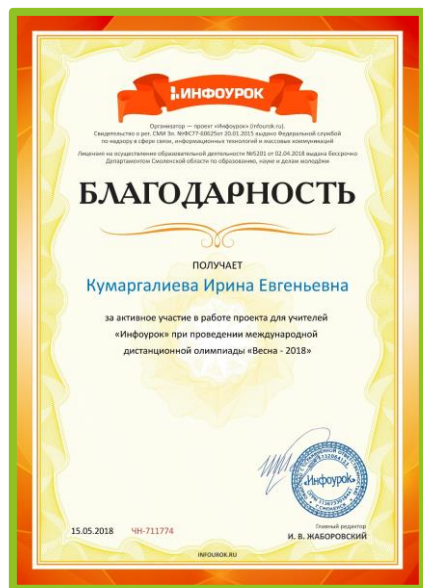 ИНФОУРОК
Организатор — проект «Инфоурок» (infourok.ru).
Свидетельство о рег. СМИ Эл. №ФС77-60625от 20.01.2015 выдано Федеральной службой
по надзору в сфере связи, информационных технологий и массовых коммуникаций
Лицензия на осуществление образовательной деятельности №5201 от 02.04.2018 выдана бессрочно
Департаментом Смоленской области по образованию, науке и делам молодёжи
БЛАГОДАРНОСТЬ
ПОЛУЧАЕТ
Кумаргалиева Ирина Евгеньевна
за активное участие в работе проекта для учителей
«Инфоурок» при проведении международной
дистанционной олимпиады «Весна - 2018»
«Инфоурок»
15.05.2018 ЧН-711774
Главный редактор
И. В. ЖАБОРОВСКИЙ
INFOUROK.RU